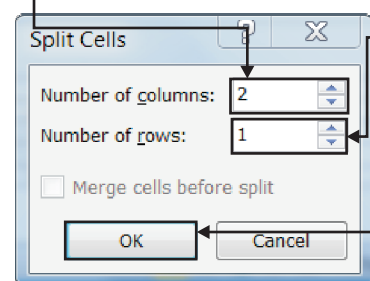 Split Cells
Number of columns: 2
Number of rows: 1
Merge cells before split
OK Cancel